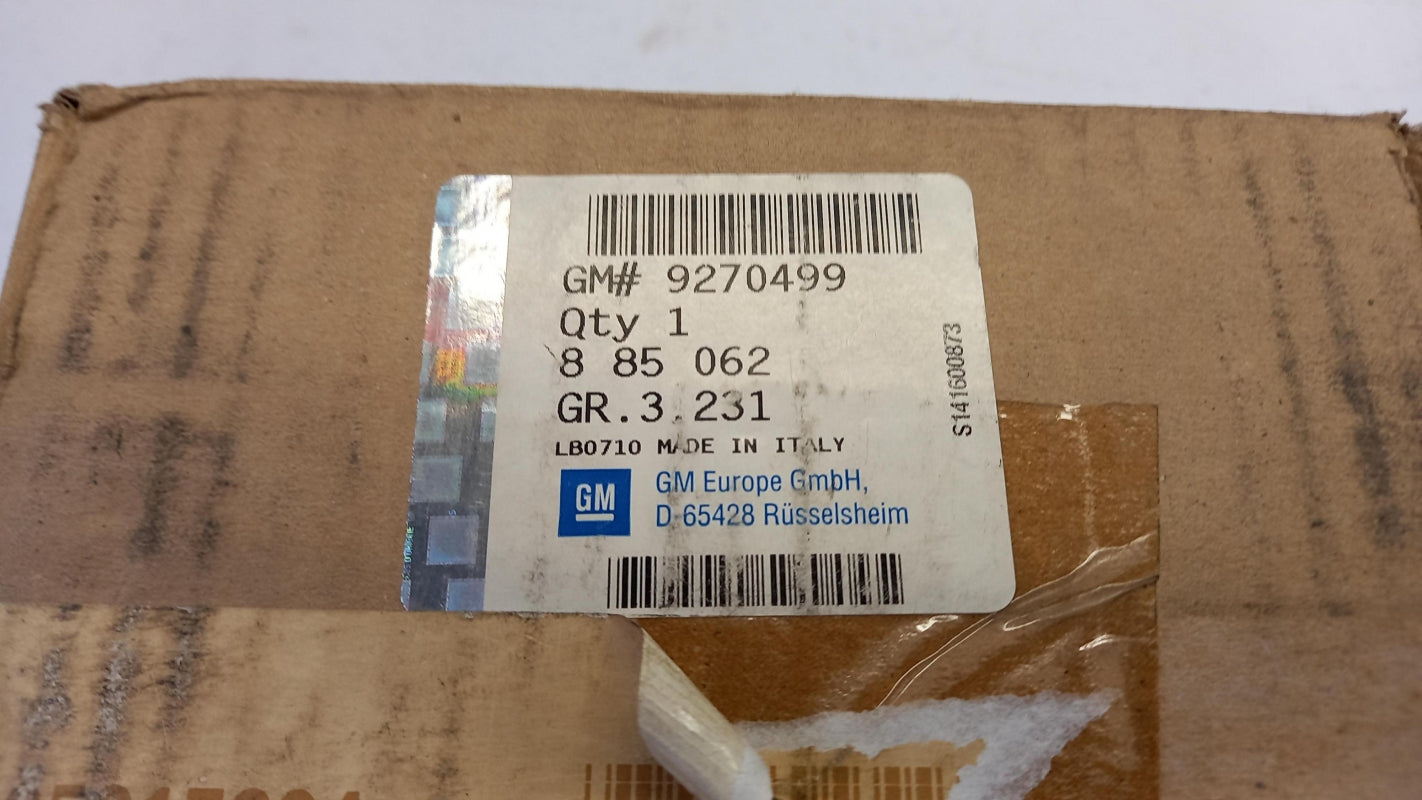 GM# 9270499
Qty 1
8 85 062
GR.3.231
LB0710 MADE IN ITALY
GM
GM Europe GmbH,
D-65428 Rüsselsheim
S141600873